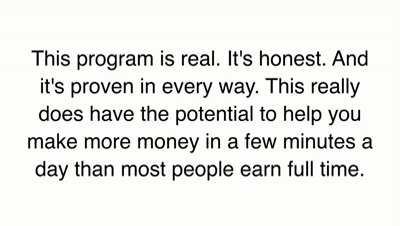 This program is real. It's honest. And
it's proven in every way. This really
does have the potential to help you
make more money in a few minutes a
day than most people earn full time.